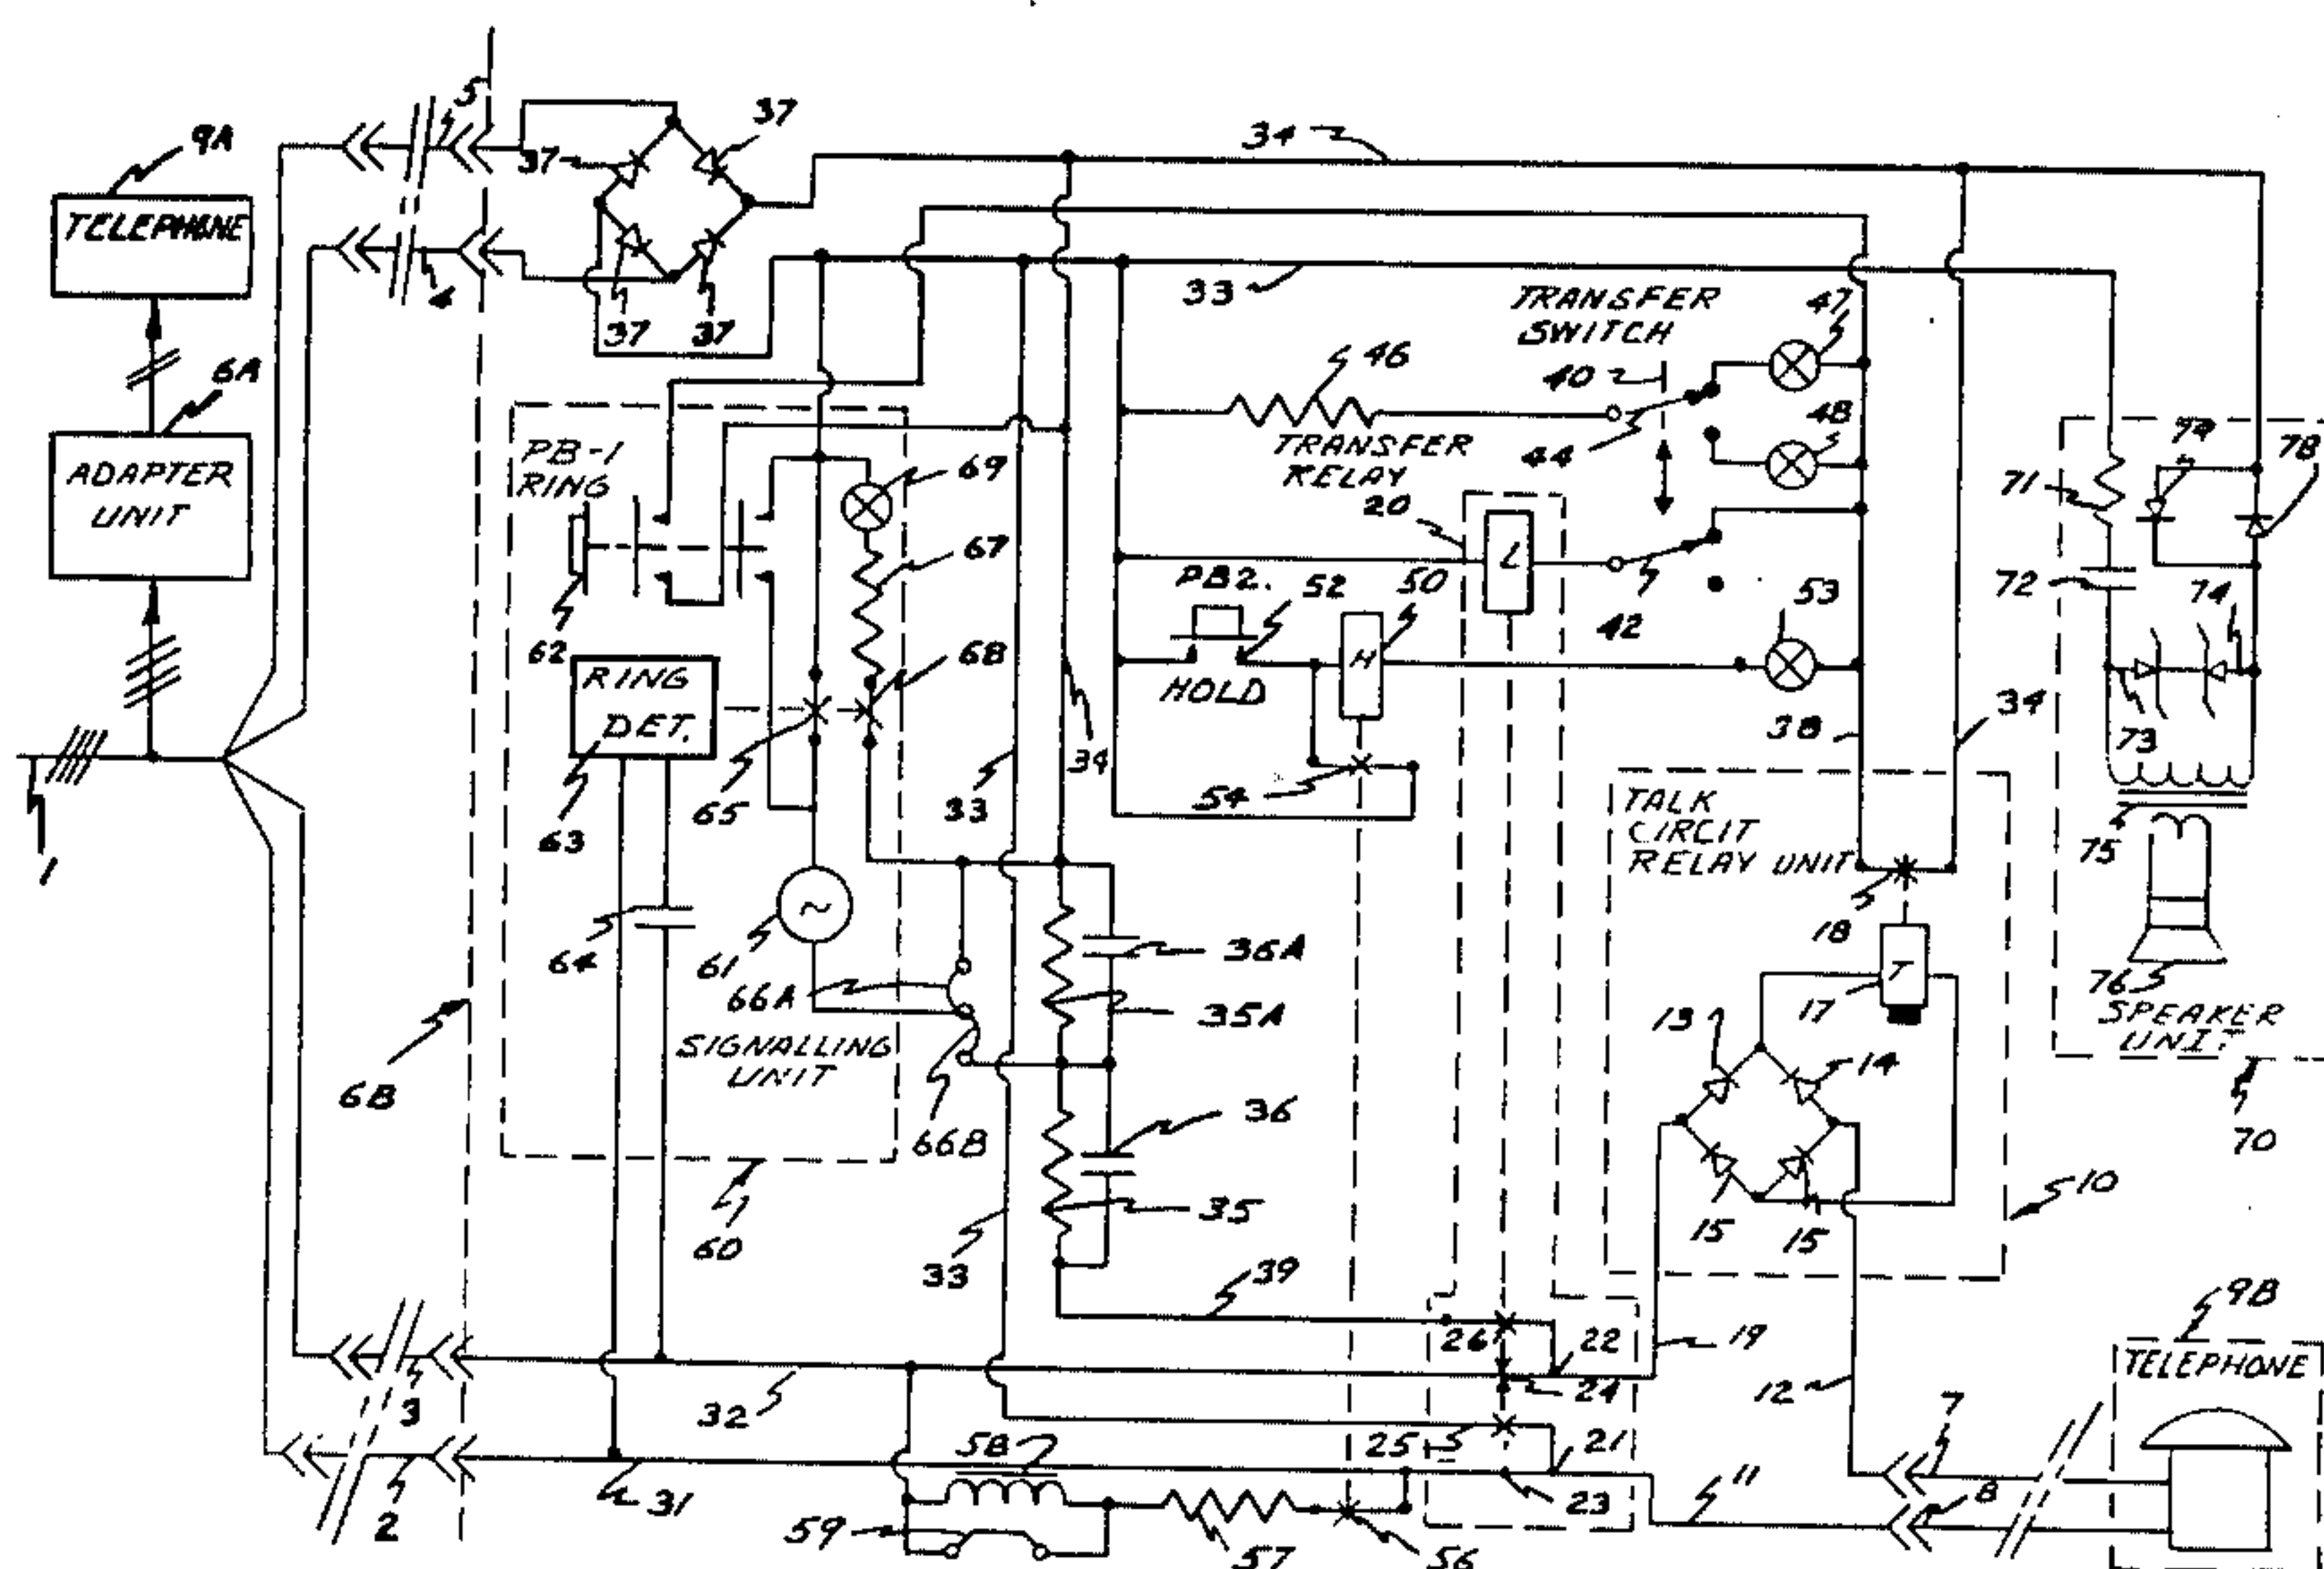 5
37
34
9A
37
TELEPHONE
4
37
37
33
TRANSFER
SWITCH
47
6A
46
40
48
ADAPTER
UNIT
PB-1
RING
69
TRANSFER
RELAY
44
79
78
20
71
67
L
PB2.
52
50
53
72
74
62
68
42
RING
DET.
H
HOLD
38
34
34
73
65
33
54
TALK
CIRCIT
RELAY UNIT
75
63
1
64
61
~
36A
18
T
76
66A
35A
13
17
SPEAKER
UNIT
SIGNALLING
UNIT
14
6B
36
66B
70
35
10
60
15
15
33
39
9B
26
22
19
TELEPHONE
3
32
24
12
7
58
25
21
11
8
2
31
23
59
57
56